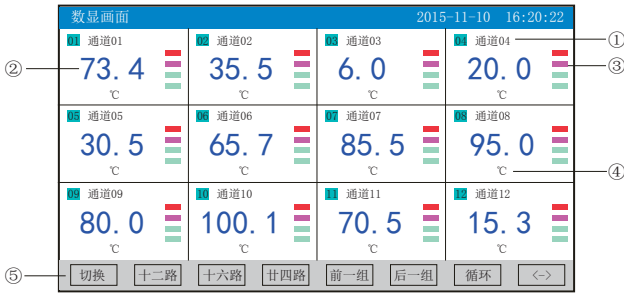 数显画面 2015-11-10 16:20:22
01 通道01 02 通道02 03 通道03 04 通道04 ①
② 73.4 35.5 6.0 20.0 ③
℃ ℃ ℃ ℃
05 通道05 06 通道06 07 通道07 08 通道08
30.5 65.7 85.5 95.0
℃ ℃ ℃ ℃ ④
09 通道09 10 通道10 11 通道11 12 通道12
80.0 100.1 70.5 15.3
℃ ℃ ℃ ℃
⑤ 切换 十二路 十六路 廿四路 前一组 后一组 循环 <->